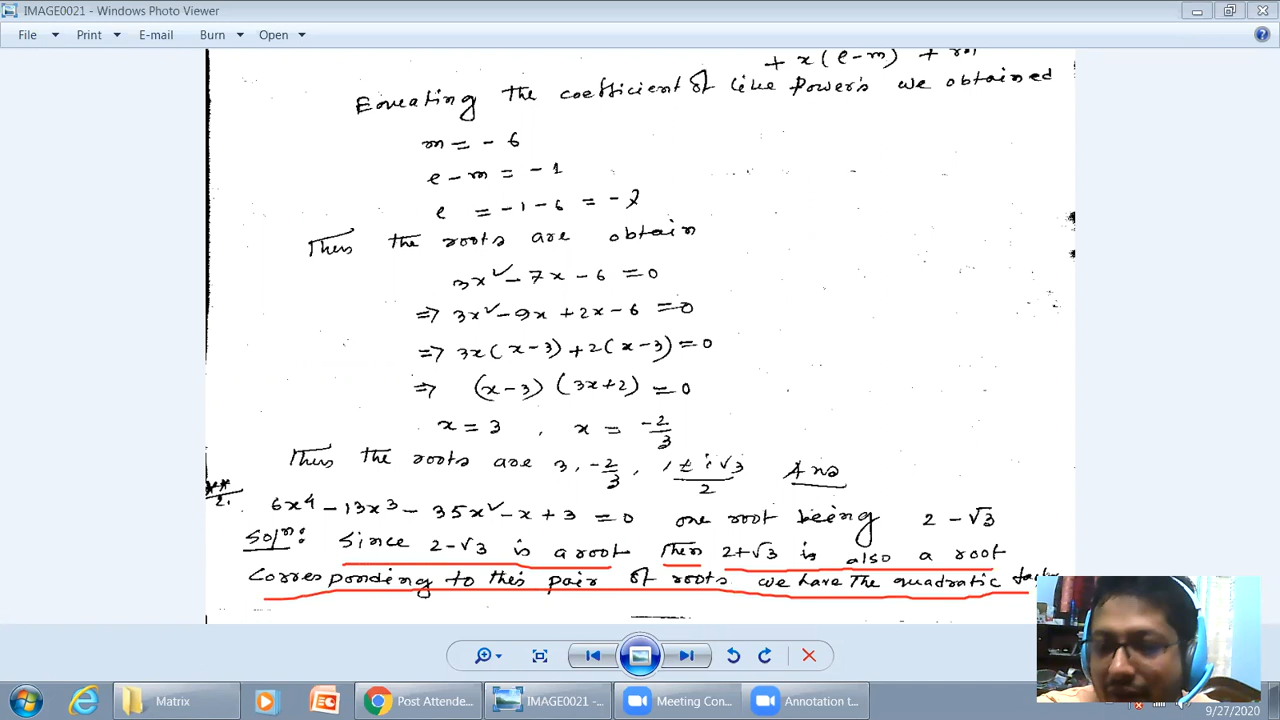 IMAGE0021 - Windows Photo Viewer
File Print E-mail Burn Open
+ x(e-m) +
Equating the coefficient of like Powers we obtained
m = - 6
e - m = - 1
e = -1 - 6 = - 7
Thus the roots are obtain
3x² - 7x - 6 = 0
⇒ 3x² - 9x + 2x - 6 = 0
⇒ 3x(x-3) + 2(x-3) = 0
⇒ (x-3) (3x+2) = 0
x = 3 , x = -2/3
Thus the roots are 3, -2/3, 1±i√3/2 Ans
** 2. 6x⁴ - 13x³ - 35x² - x + 3 = 0 one root being 2 - √3
Solⁿ: Since 2-√3 is a root Then 2+√3 is also a root
Corresponding to this pair of roots we have the quadratic
Matrix
Post Attende...
IMAGE0021 -...
Meeting Con...
Annotation t...
9/27/2020